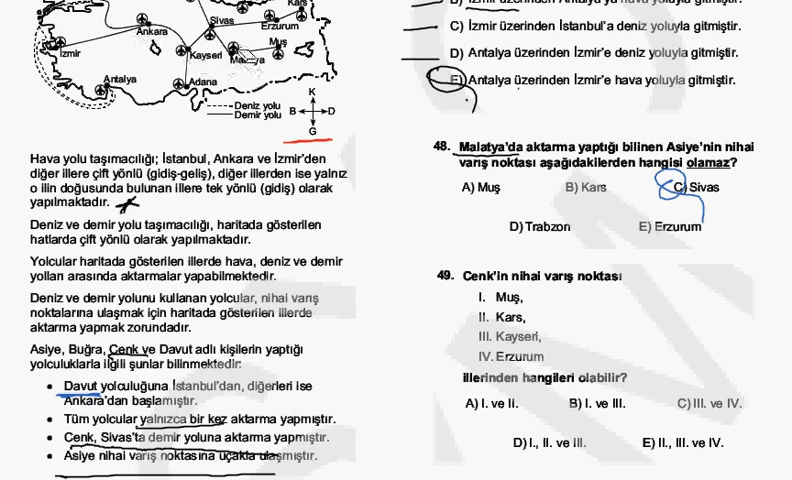 Kars
Sivas
Ankara
Erzurum
Muş
İzmir
Kayseri
Antalya
Adana
K
Deniz yolu
B
D
Demir yolu
G
Hava yolu taşımacılığı; İstanbul, Ankara ve İzmir'den
diğer illere çift yönlü (gidiş-geliş), diğer illerden ise yalnız
o ilin doğusunda bulunan illere tek yönlü (gidiş) olarak
yapılmaktadır.
Deniz ve demir yolu taşımacılığı, haritada gösterilen
hatlarda çift yönlü olarak yapılmaktadır.
Yolcular haritada gösterilen illerde hava, deniz ve demir
yolları arasında aktarmalar yapabilmektedir.
Deniz ve demir yolunu kullanan yolcular, nihai varış
noktalarına ulaşmak için haritada gösterilen illerde
aktarma yapmak zorundadır.
Asiye, Buğra, Cenk ve Davut adlı kişilerin yaptığı
yolculuklarla ilgili şunlar bilinmektedir:
• Davut yolculuğuna İstanbul'dan, diğerleri ise
Ankara'dan başlamıştır.
• Tüm yolcular yalnızca bir kez aktarma yapmıştır.
• Cenk, Sivas'ta demir yoluna aktarma yapmıştır.
• Asiye nihai varış noktasına uçakla ulaşmıştır.
B) İzmir üzerinden Antalya'ya hava yoluyla gitmiştir.
C) İzmir üzerinden İstanbul'a deniz yoluyla gitmiştir.
D) Antalya üzerinden İzmir'e deniz yoluyla gitmiştir.
E) Antalya üzerinden İzmir'e hava yoluyla gitmiştir.
48. Malatya'da aktarma yaptığı bilinen Asiye'nin nihai
varış noktası aşağıdakilerden hangisi olamaz?
A) Muş B) Kars C) Sivas
D) Trabzon E) Erzurum
49. Cenk'in nihai varış noktası
I. Muş,
II. Kars,
III. Kayseri,
IV. Erzurum
illerinden hangileri olabilir?
A) I. ve II. B) I. ve III. C) III. ve IV.
D) I., II. ve III. E) II., III. ve IV.